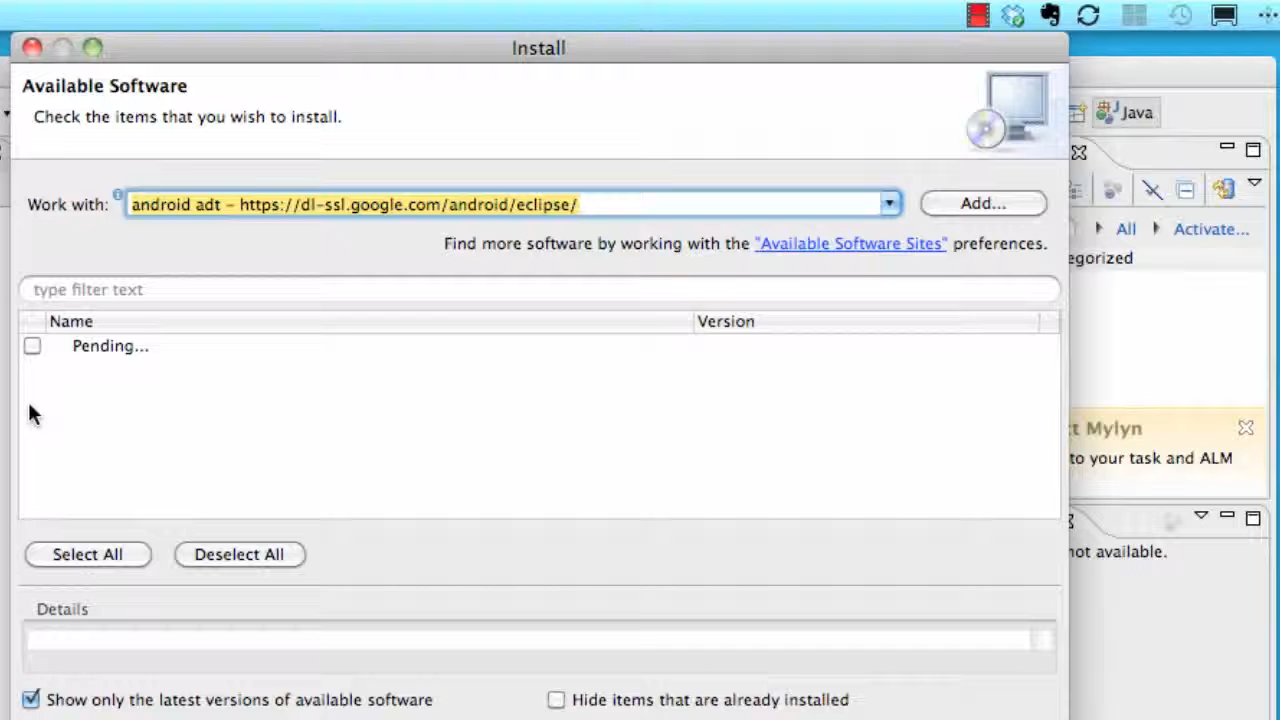 Install
Available Software
Check the items that you wish to install.
Java
Work with: android adt – https://dl-ssl.google.com/android/eclipse/
Add...
All
Activate...
Find more software by working with the "Available Software Sites" preferences.
egorized
type filter text
Name
Version
Pending...
Mylyn
to your task and ALM
Select All
Deselect All
not available.
Details
Show only the latest versions of available software
Hide items that are already installed